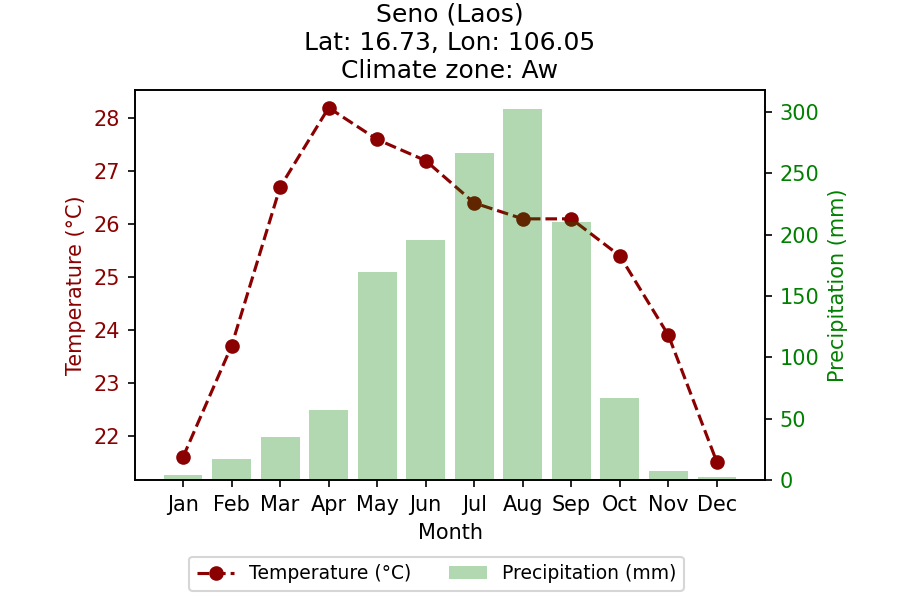 Seno (Laos)
Lat: 16.73, Lon: 106.05
Climate zone: Aw
Temperature (°C)
28
27
26
25
24
23
22
300
250
200
150
100
50
0
Precipitation (mm)
Jan Feb Mar Apr May Jun Jul Aug Sep Oct Nov Dec
Month
Temperature (°C) Precipitation (mm)